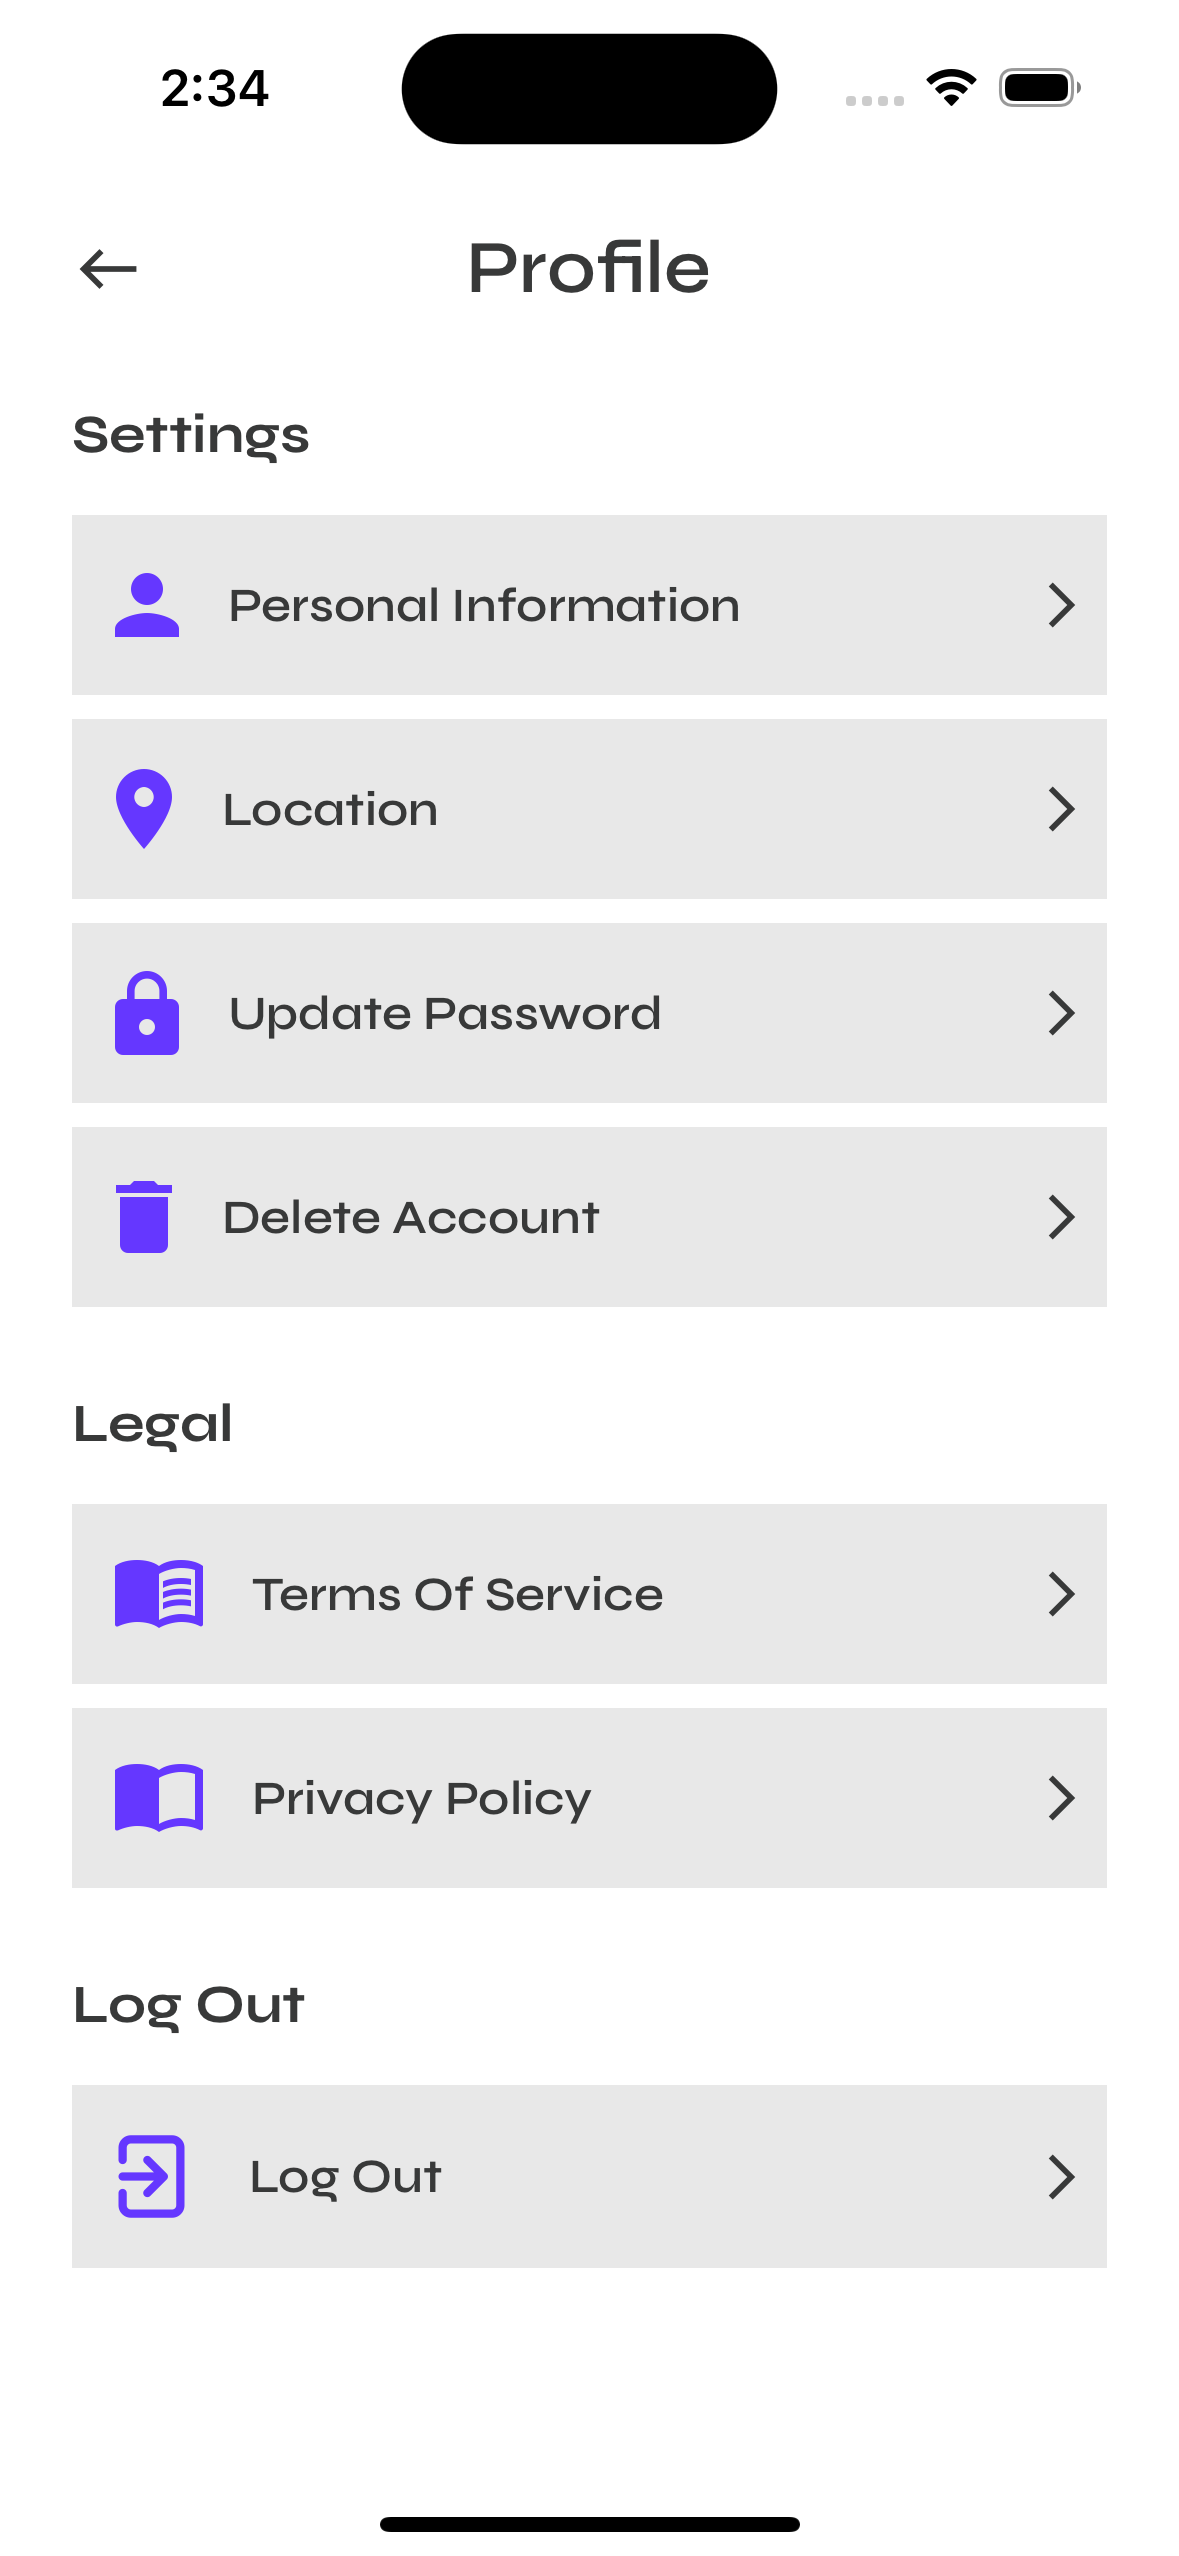 2:34
Profile
Settings
Personal Information
Location
Update Password
Delete Account
Legal
Terms Of Service
Privacy Policy
Log Out
Log Out